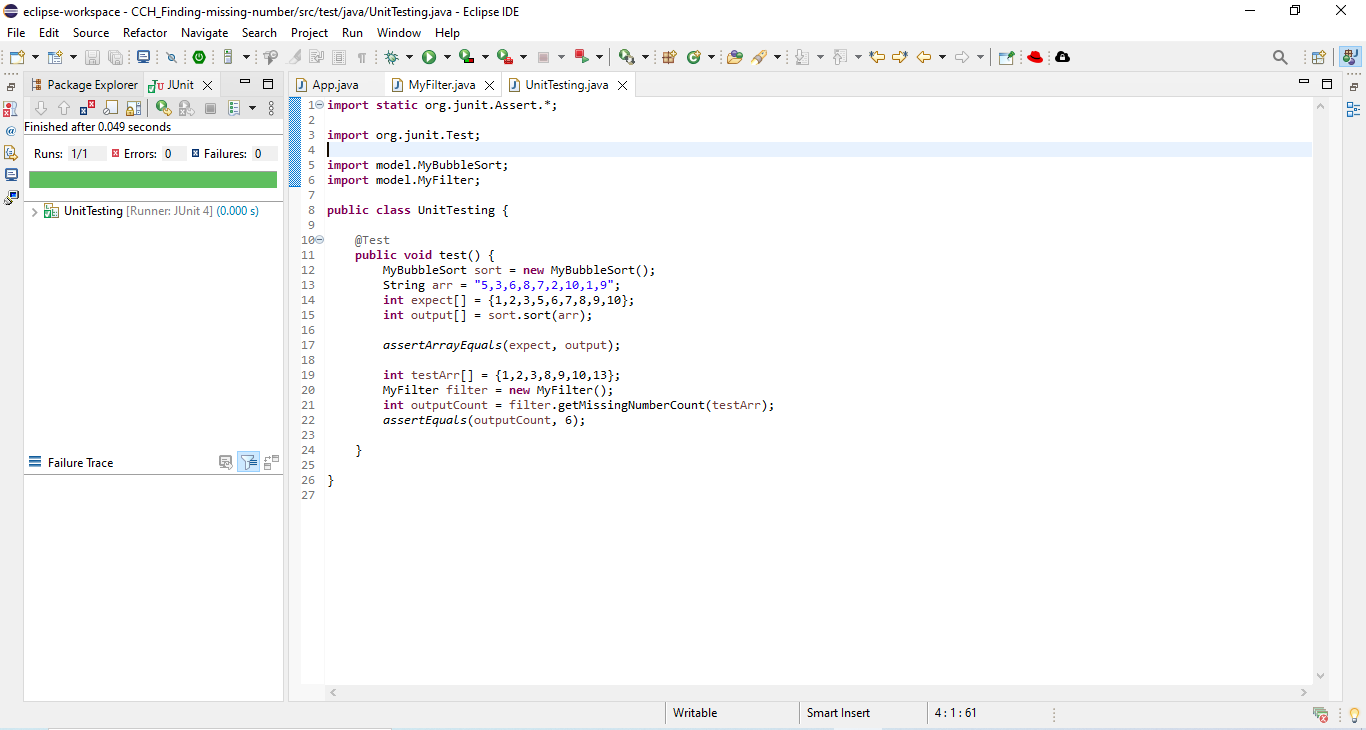 eclipse-workspace - CCH_Finding-missing-number/src/test/java/UnitTesting.java - Eclipse IDE
File Edit Source Refactor Navigate Search Project Run Window Help
Package Explorer JUnit
App.java MyFilter.java UnitTesting.java
Finished after 0.049 seconds
Runs: 1/1 Errors: 0 Failures: 0
UnitTesting [Runner: JUnit 4] (0.000 s)
Failure Trace
1 import static org.junit.Assert.*;
2
3 import org.junit.Test;
4
5 import model.MyBubbleSort;
6 import model.MyFilter;
7
8 public class UnitTesting {
9
10 @Test
11 public void test() {
12 MyBubbleSort sort = new MyBubbleSort();
13 String arr = "5,3,6,8,7,2,10,1,9";
14 int expect[] = {1,2,3,5,6,7,8,9,10};
15 int output[] = sort.sort(arr);
16
17 assertArrayEquals(expect, output);
18
19 int testArr[] = {1,2,3,8,9,10,13};
20 MyFilter filter = new MyFilter();
21 int outputCount = filter.getMissingNumberCount(testArr);
22 assertEquals(outputCount, 6);
23
24 }
25
26 }
27
Writable Smart Insert 4 : 1 : 61